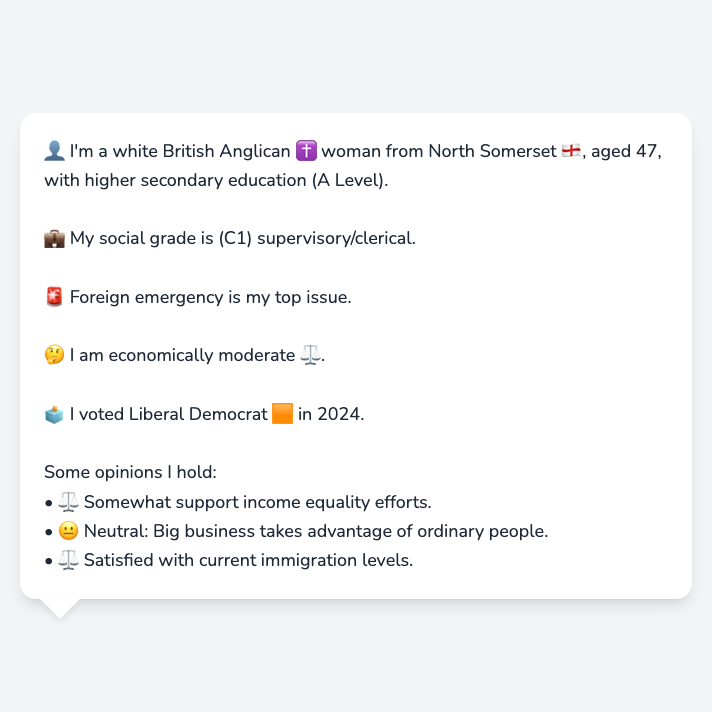 👤 I'm a white British Anglican ✝️ woman from North Somerset 🏴󠁧󠁢󠁥󠁮󠁧󠁿, aged 47,
with higher secondary education (A Level).
💼 My social grade is (C1) supervisory/clerical.
🚨 Foreign emergency is my top issue.
🤔 I am economically moderate ⚖️.
🗳️ I voted Liberal Democrat 🟧 in 2024.
Some opinions I hold:
• ⚖️ Somewhat support income equality efforts.
• 😐 Neutral: Big business takes advantage of ordinary people.
• ⚖️ Satisfied with current immigration levels.